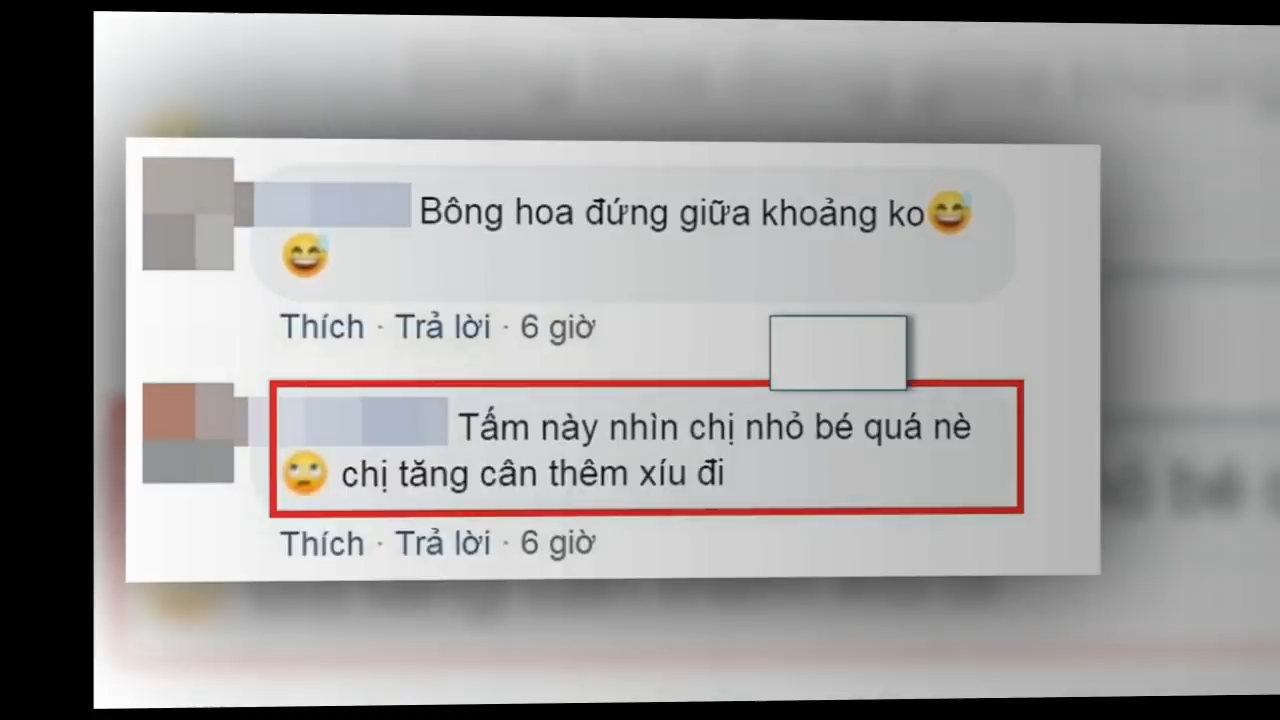 Bông hoa đứng giữa khoảng ko😅
😅
Thích · Trả lời · 6 giờ
Tấm này nhìn chị nhỏ bé quá nè
🙄 chị tăng cân thêm xíu đi
Thích · Trả lời · 6 giờ